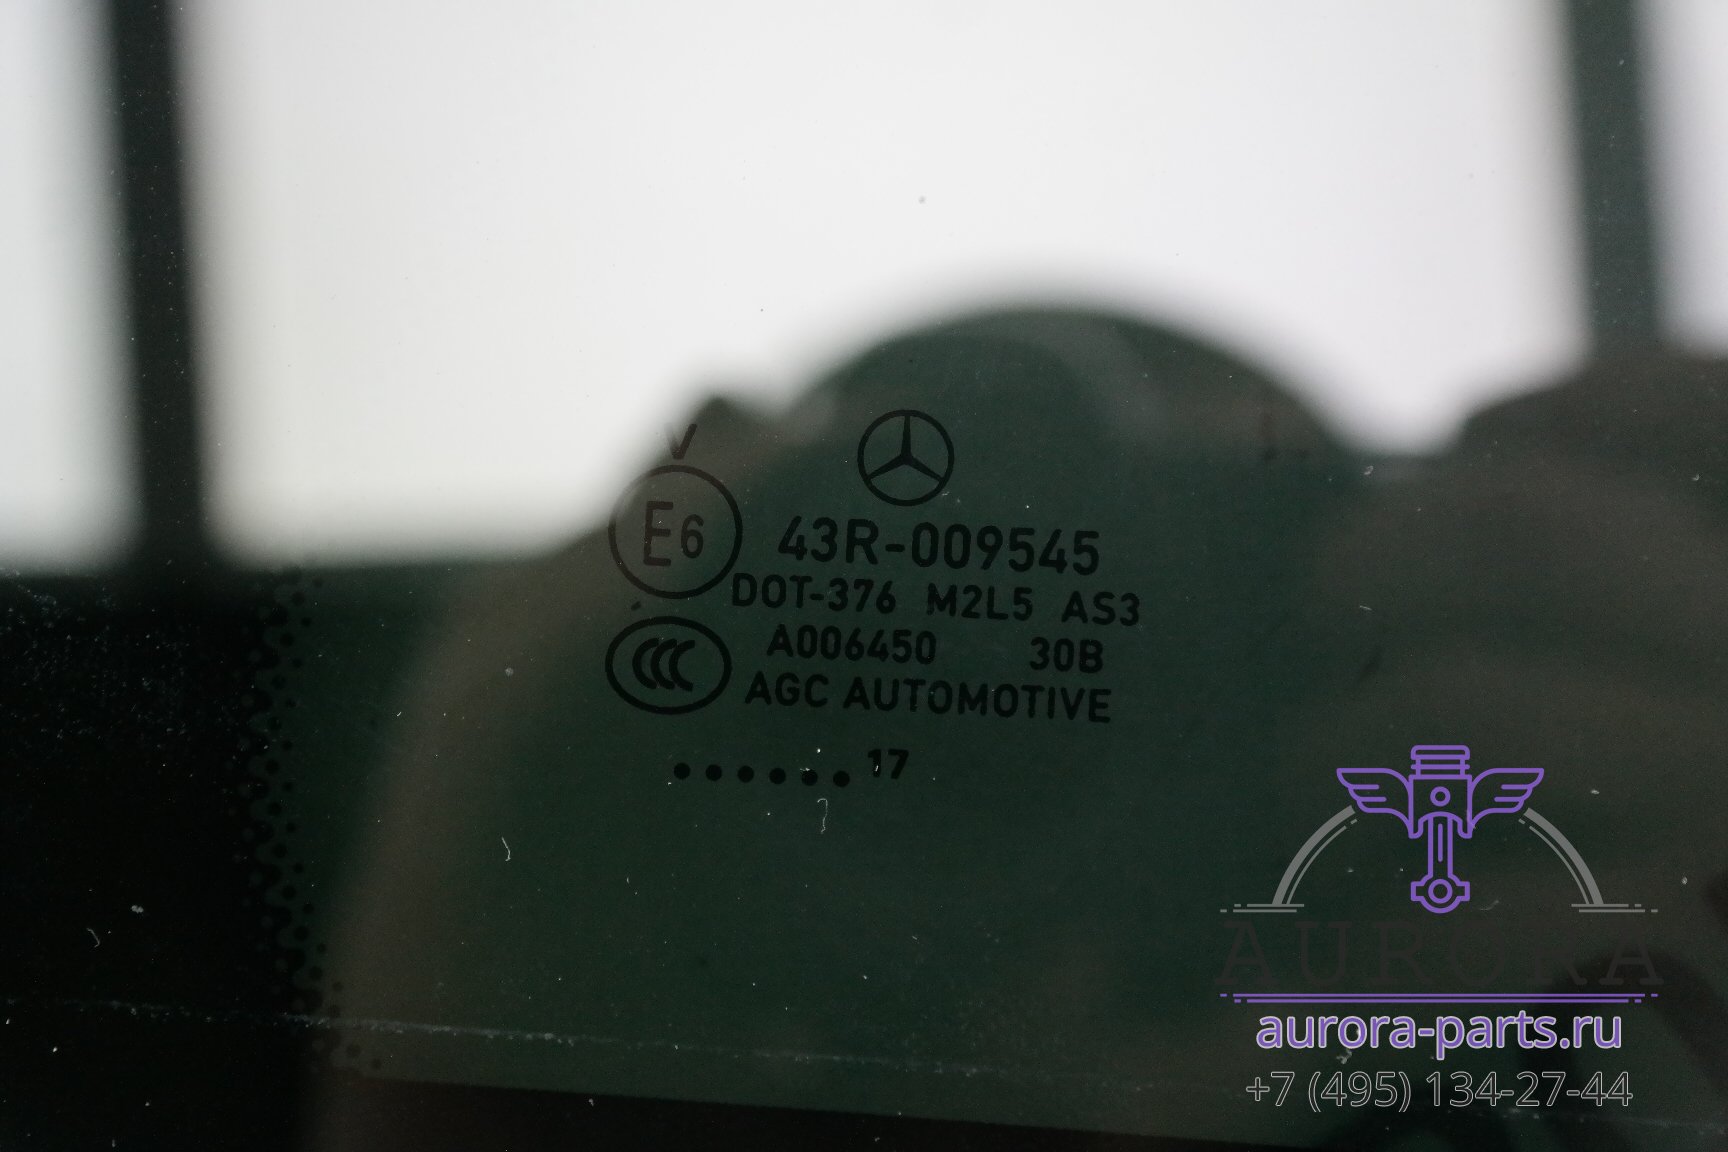 V
E6
43R-009545
DOT-376 M2L5 AS3
A006450 30B
CCC
AGC AUTOMOTIVE
...... 17
AURORA
aurora-parts.ru
+7 (495) 134-27-44